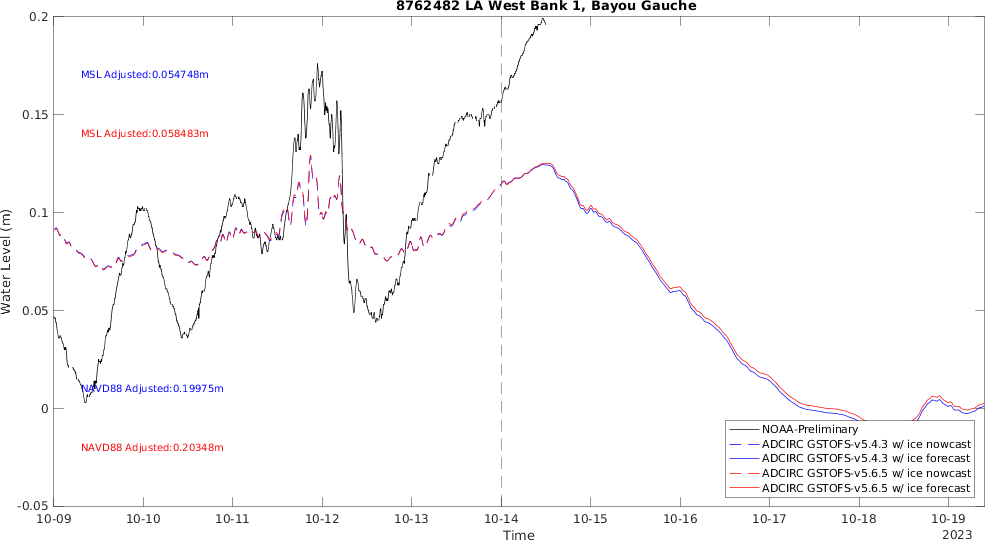 8762482 LA West Bank 1, Bayou Gauche
0.2
MSL Adjusted:0.054748m
0.15
MSL Adjusted:0.058483m
0.1
Water Level (m)
0.05
NAVD88 Adjusted:0.19975m
0
NOAA-Preliminary
NAVD88 Adjusted:0.20348m
ADCIRC GSTOFS-v5.4.3 w/ ice nowcast
ADCIRC GSTOFS-v5.4.3 w/ ice forecast
ADCIRC GSTOFS-v5.6.5 w/ ice nowcast
ADCIRC GSTOFS-v5.6.5 w/ ice forecast
-0.05
10-09 10-10 10-11 10-12 10-13 10-14 10-15 10-16 10-17 10-18 10-19
Time
2023